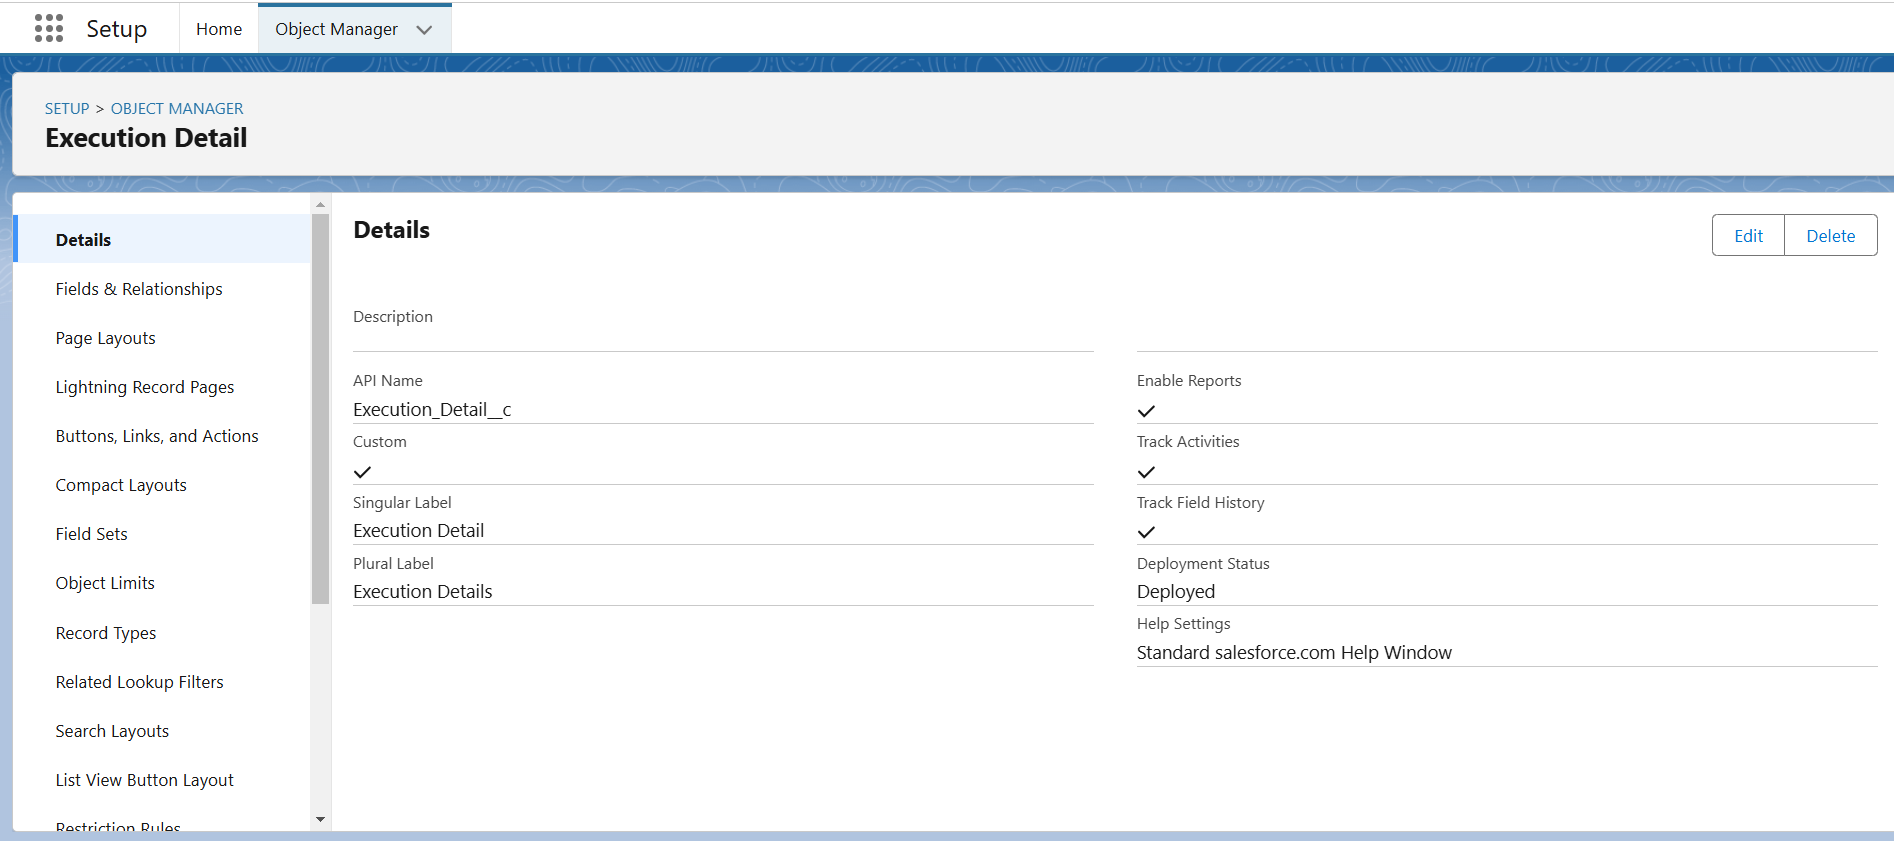 Setup
Home
Object Manager
SETUP > OBJECT MANAGER
Execution Detail
Details
Fields & Relationships
Page Layouts
Lightning Record Pages
Buttons, Links, and Actions
Compact Layouts
Field Sets
Object Limits
Record Types
Related Lookup Filters
Search Layouts
List View Button Layout
Restriction Rules
Details
Edit
Delete
Description
API Name
Execution_Detail__c
Custom
Singular Label
Execution Detail
Plural Label
Execution Details
Enable Reports
Track Activities
Track Field History
Deployment Status
Deployed
Help Settings
Standard salesforce.com Help Window